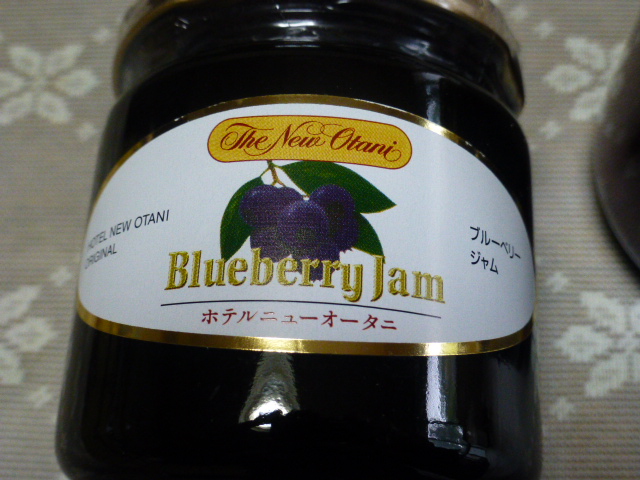 The New Otani
HOTEL NEW OTANI
ORIGINAL
Blueberry Jam
ブルーベリー
ジャム
ホテルニューオータニ